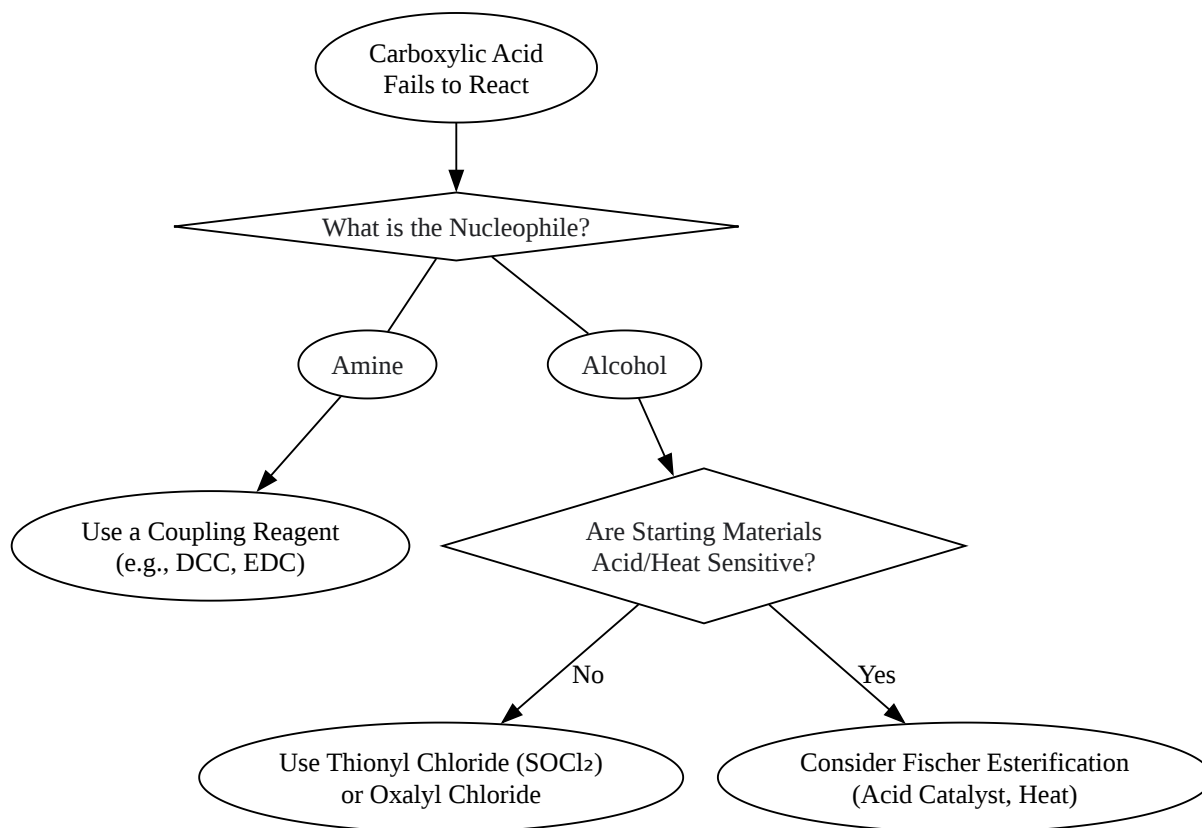 Carboxylic Acid
Fails to React
What is the Nucleophile?
Amine
Alcohol
Use a Coupling Reagent
(e.g., DCC, EDC)
Are Starting Materials
Acid/Heat Sensitive?
No
Yes
Use Thionyl Chloride (SOCl₂)
or Oxalyl Chloride
Consider Fischer Esterification
(Acid Catalyst, Heat)